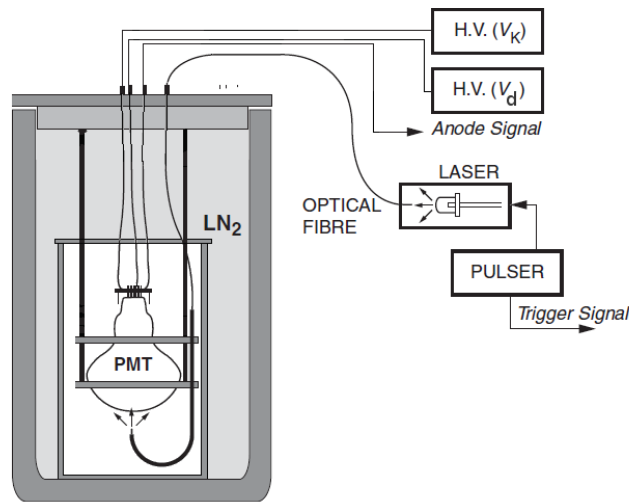 H.V. (VK)
H.V. (Vd)
Anode Signal
LASER
OPTICAL
FIBRE
LN2
PULSER
Trigger Signal
PMT